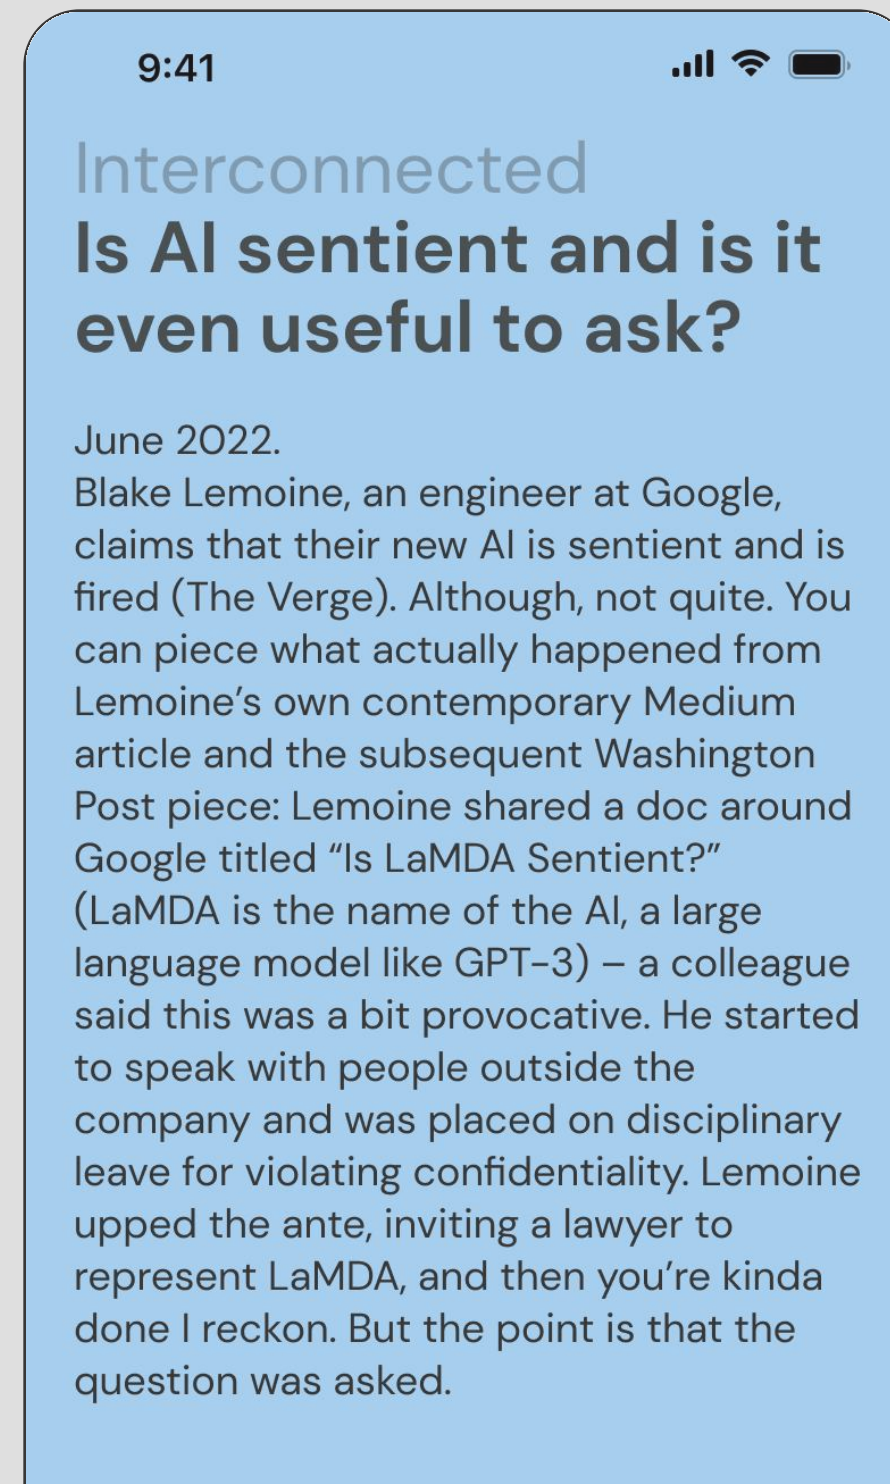 9:41
Interconnected
Is AI sentient and is it
even useful to ask?
June 2022.
Blake Lemoine, an engineer at Google,
claims that their new AI is sentient and is
fired (The Verge). Although, not quite. You
can piece what actually happened from
Lemoine’s own contemporary Medium
article and the subsequent Washington
Post piece: Lemoine shared a doc around
Google titled “Is LaMDA Sentient?”
(LaMDA is the name of the AI, a large
language model like GPT-3) – a colleague
said this was a bit provocative. He started
to speak with people outside the
company and was placed on disciplinary
leave for violating confidentiality. Lemoine
upped the ante, inviting a lawyer to
represent LaMDA, and then you’re kinda
done I reckon. But the point is that the
question was asked.